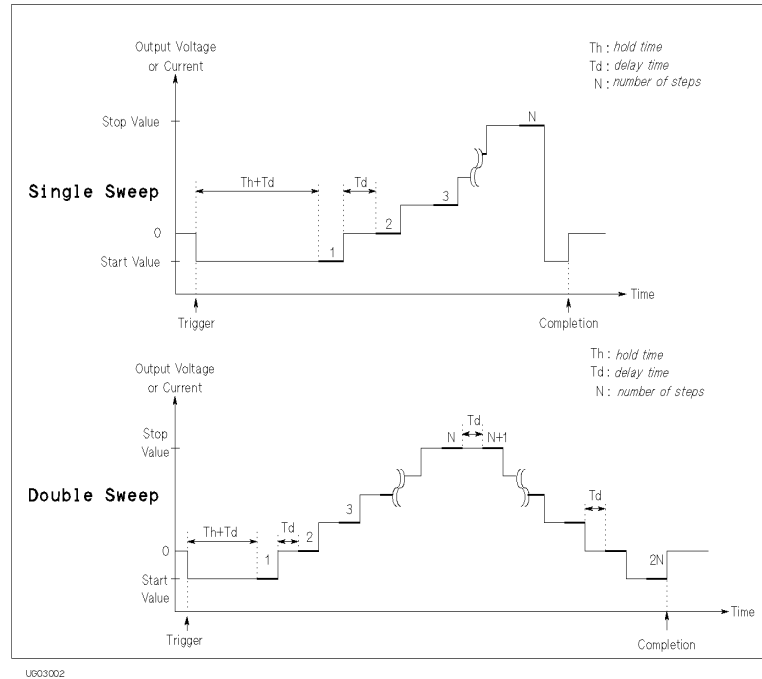 Output Voltage
or Current
Th : hold time
Td : delay time
N : number of steps
Stop Value
N
Single Sweep
Th+Td
Td
3
2
0
1
Start Value
Time
Trigger
Completion
Th : hold time
Td : delay time
N : number of steps
Output Voltage
or Current
Stop
Value
N
Td
N+1
Double Sweep
3
Td
Th+Td
Td
2
0
1
2N
Start
Value
Time
Trigger
Completion
UG03002